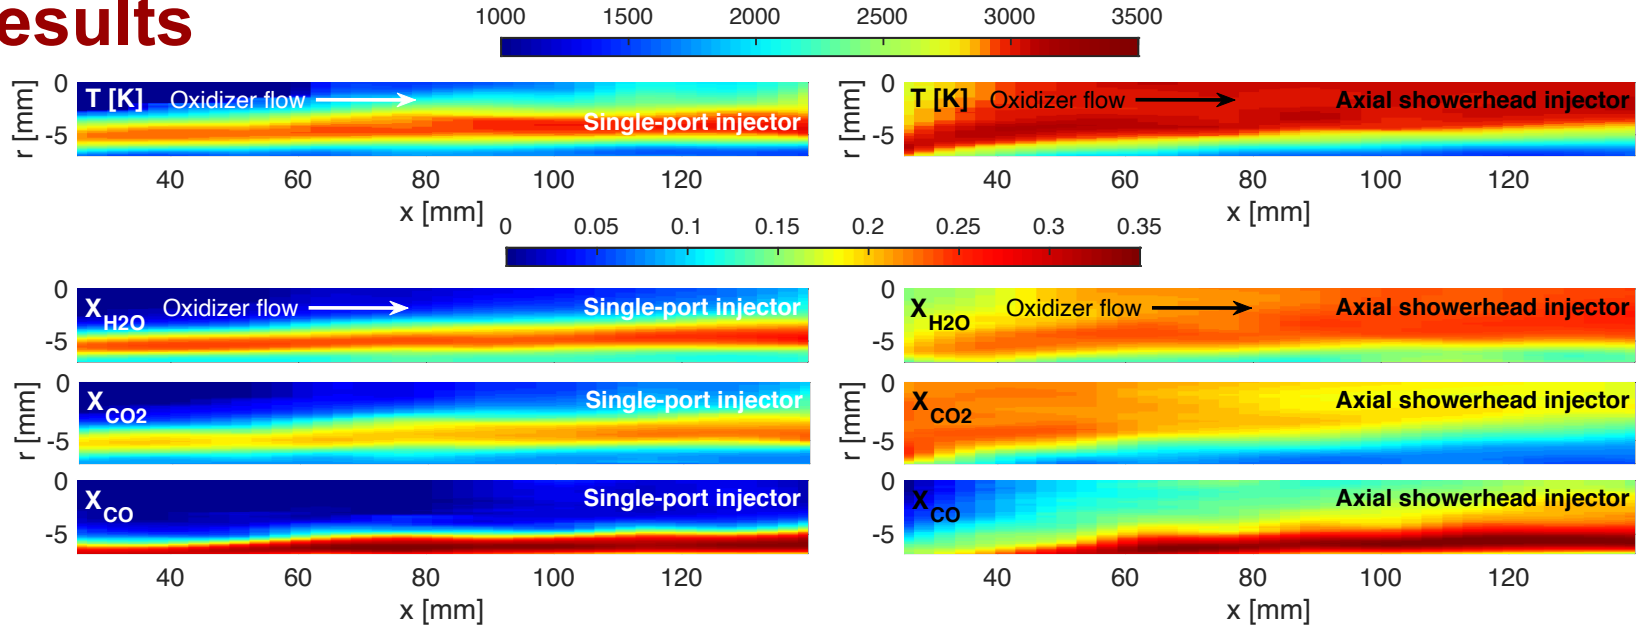 esults
1000 1500 2000 2500 3000 3500
0 T [K] Oxidizer flow Single-port injector
-5
r [mm]
40 60 80 100 120
x [mm]
0 T [K] Oxidizer flow Axial showerhead injector
-5
r [mm]
40 60 80 100 120
x [mm]
0 0.05 0.1 0.15 0.2 0.25 0.3 0.35
0 XH2O Oxidizer flow Single-port injector
-5
0 XH2O Oxidizer flow Axial showerhead injector
-5
0 XCO2 Single-port injector
-5
r [mm]
0 XCO2 Axial showerhead injector
-5
r [mm]
0 XCO Single-port injector
-5
40 60 80 100 120
x [mm]
0 XCO Axial showerhead injector
-5
40 60 80 100 120
x [mm]